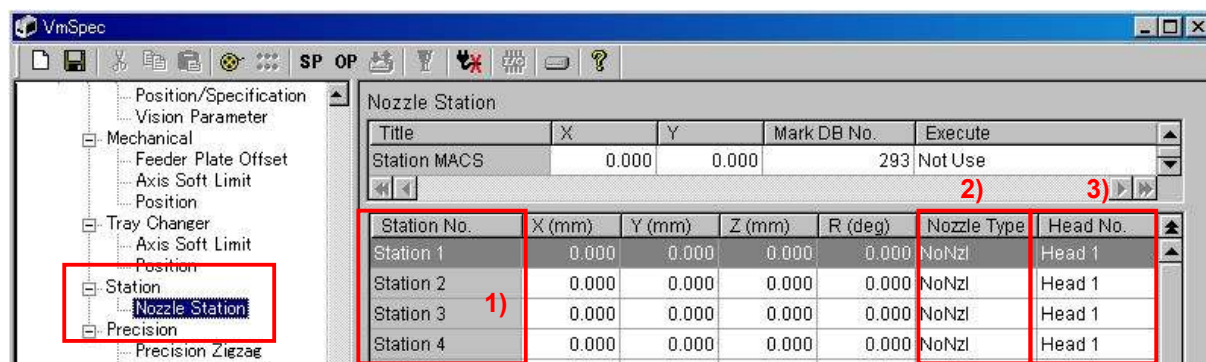 VmSpec
SP OP
Position/Specification
Vision Parameter
Mechanical
Feeder Plate Offset
Axis Soft Limit
Position
Tray Changer
Axis Soft Limit
Position
Station
Nozzle Station
Precision
Precision Zigzag
Nozzle Station
Title X Y Mark DB No. Execute
Station MACS 0.000 0.000 293 Not Use
2) 3)
Station No. X (mm) Y (mm) Z (mm) R (deg) Nozzle Type Head No.
Station 1 0.000 0.000 0.000 0.000 NoNzl Head 1
Station 2 0.000 0.000 0.000 0.000 NoNzl Head 1
1)
Station 3 0.000 0.000 0.000 0.000 NoNzl Head 1
Station 4 0.000 0.000 0.000 0.000 NoNzl Head 1